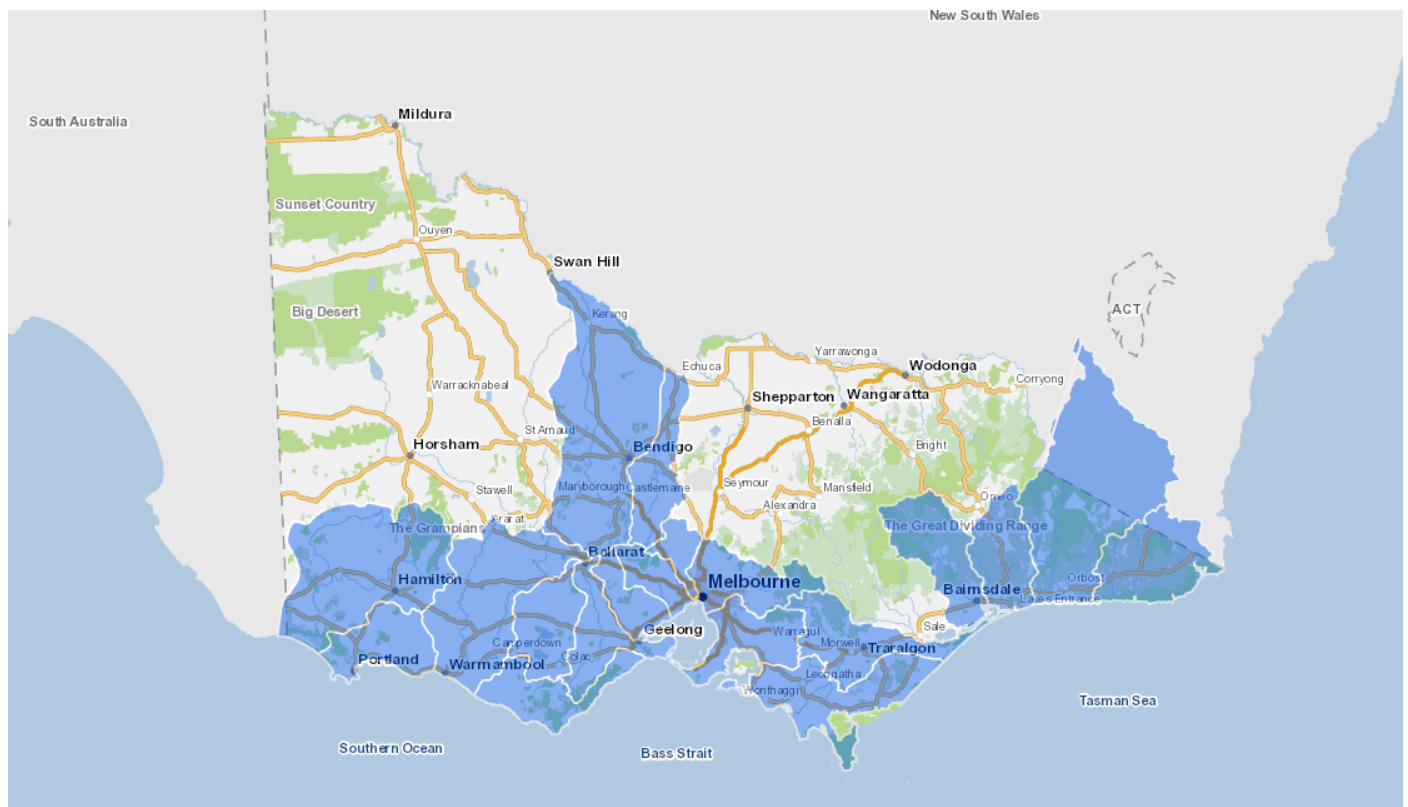 New South Wales
South Australia
Mildura
Sunset Country
Ouyen
Swan Hill
Big Desert
Kerang
ACT
Yarrawonga
Echuca
Wodonga
Corryong
Warracknabeal
Shepparton
Wangaratta
Benalla
St Arnaud
Horsham
Bendigo
Bright
Stawell
Maryborough
Castlemaine
Seymour
Mansfield
Alexandra
Omeo
Ararat
The Grampians
The Great Dividing Range
Ballarat
Hamilton
Melbourne
Orbost
Bairnsdale
Lakes Entrance
Geelong
Warragul
Sale
Camperdown
Morwell
Traralgon
Colac
Portland
Warrnambool
Leongatha
Wonthaggi
Tasman Sea
Southern Ocean
Bass Strait